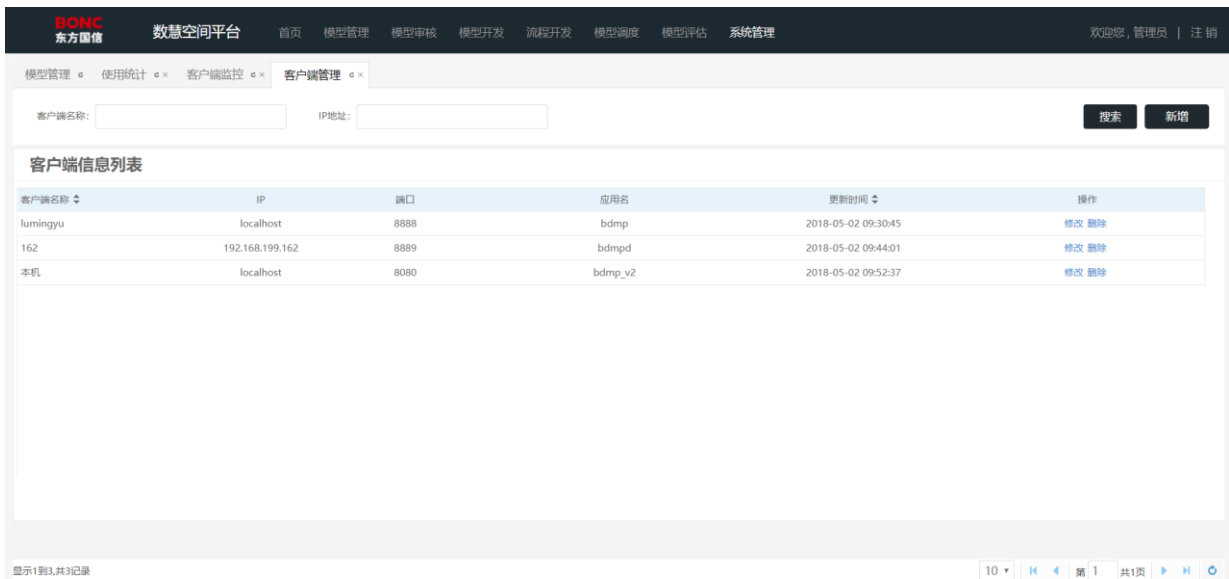 BONC
东方国信
数慧空间平台 首页 模型管理 模型审核 模型开发 流程开发 模型调度 模型评估 系统管理 欢迎您 , 管理员 | 注 销
模型管理 使用统计 × 客户端监控 × 客户端管理 ×
客户端名称: IP地址: 搜索 新增
客户端信息列表
客户端名称 IP 端口 应用名 更新时间 操作
lumingyu localhost 8888 bdmp 2018-05-02 09:30:45 修改 删除
162 192.168.199.162 8889 bdmpd 2018-05-02 09:44:01 修改 删除
本机 localhost 8080 bdmp_v2 2018-05-02 09:52:37 修改 删除
显示1到3,共3记录 10 第 1 共1页